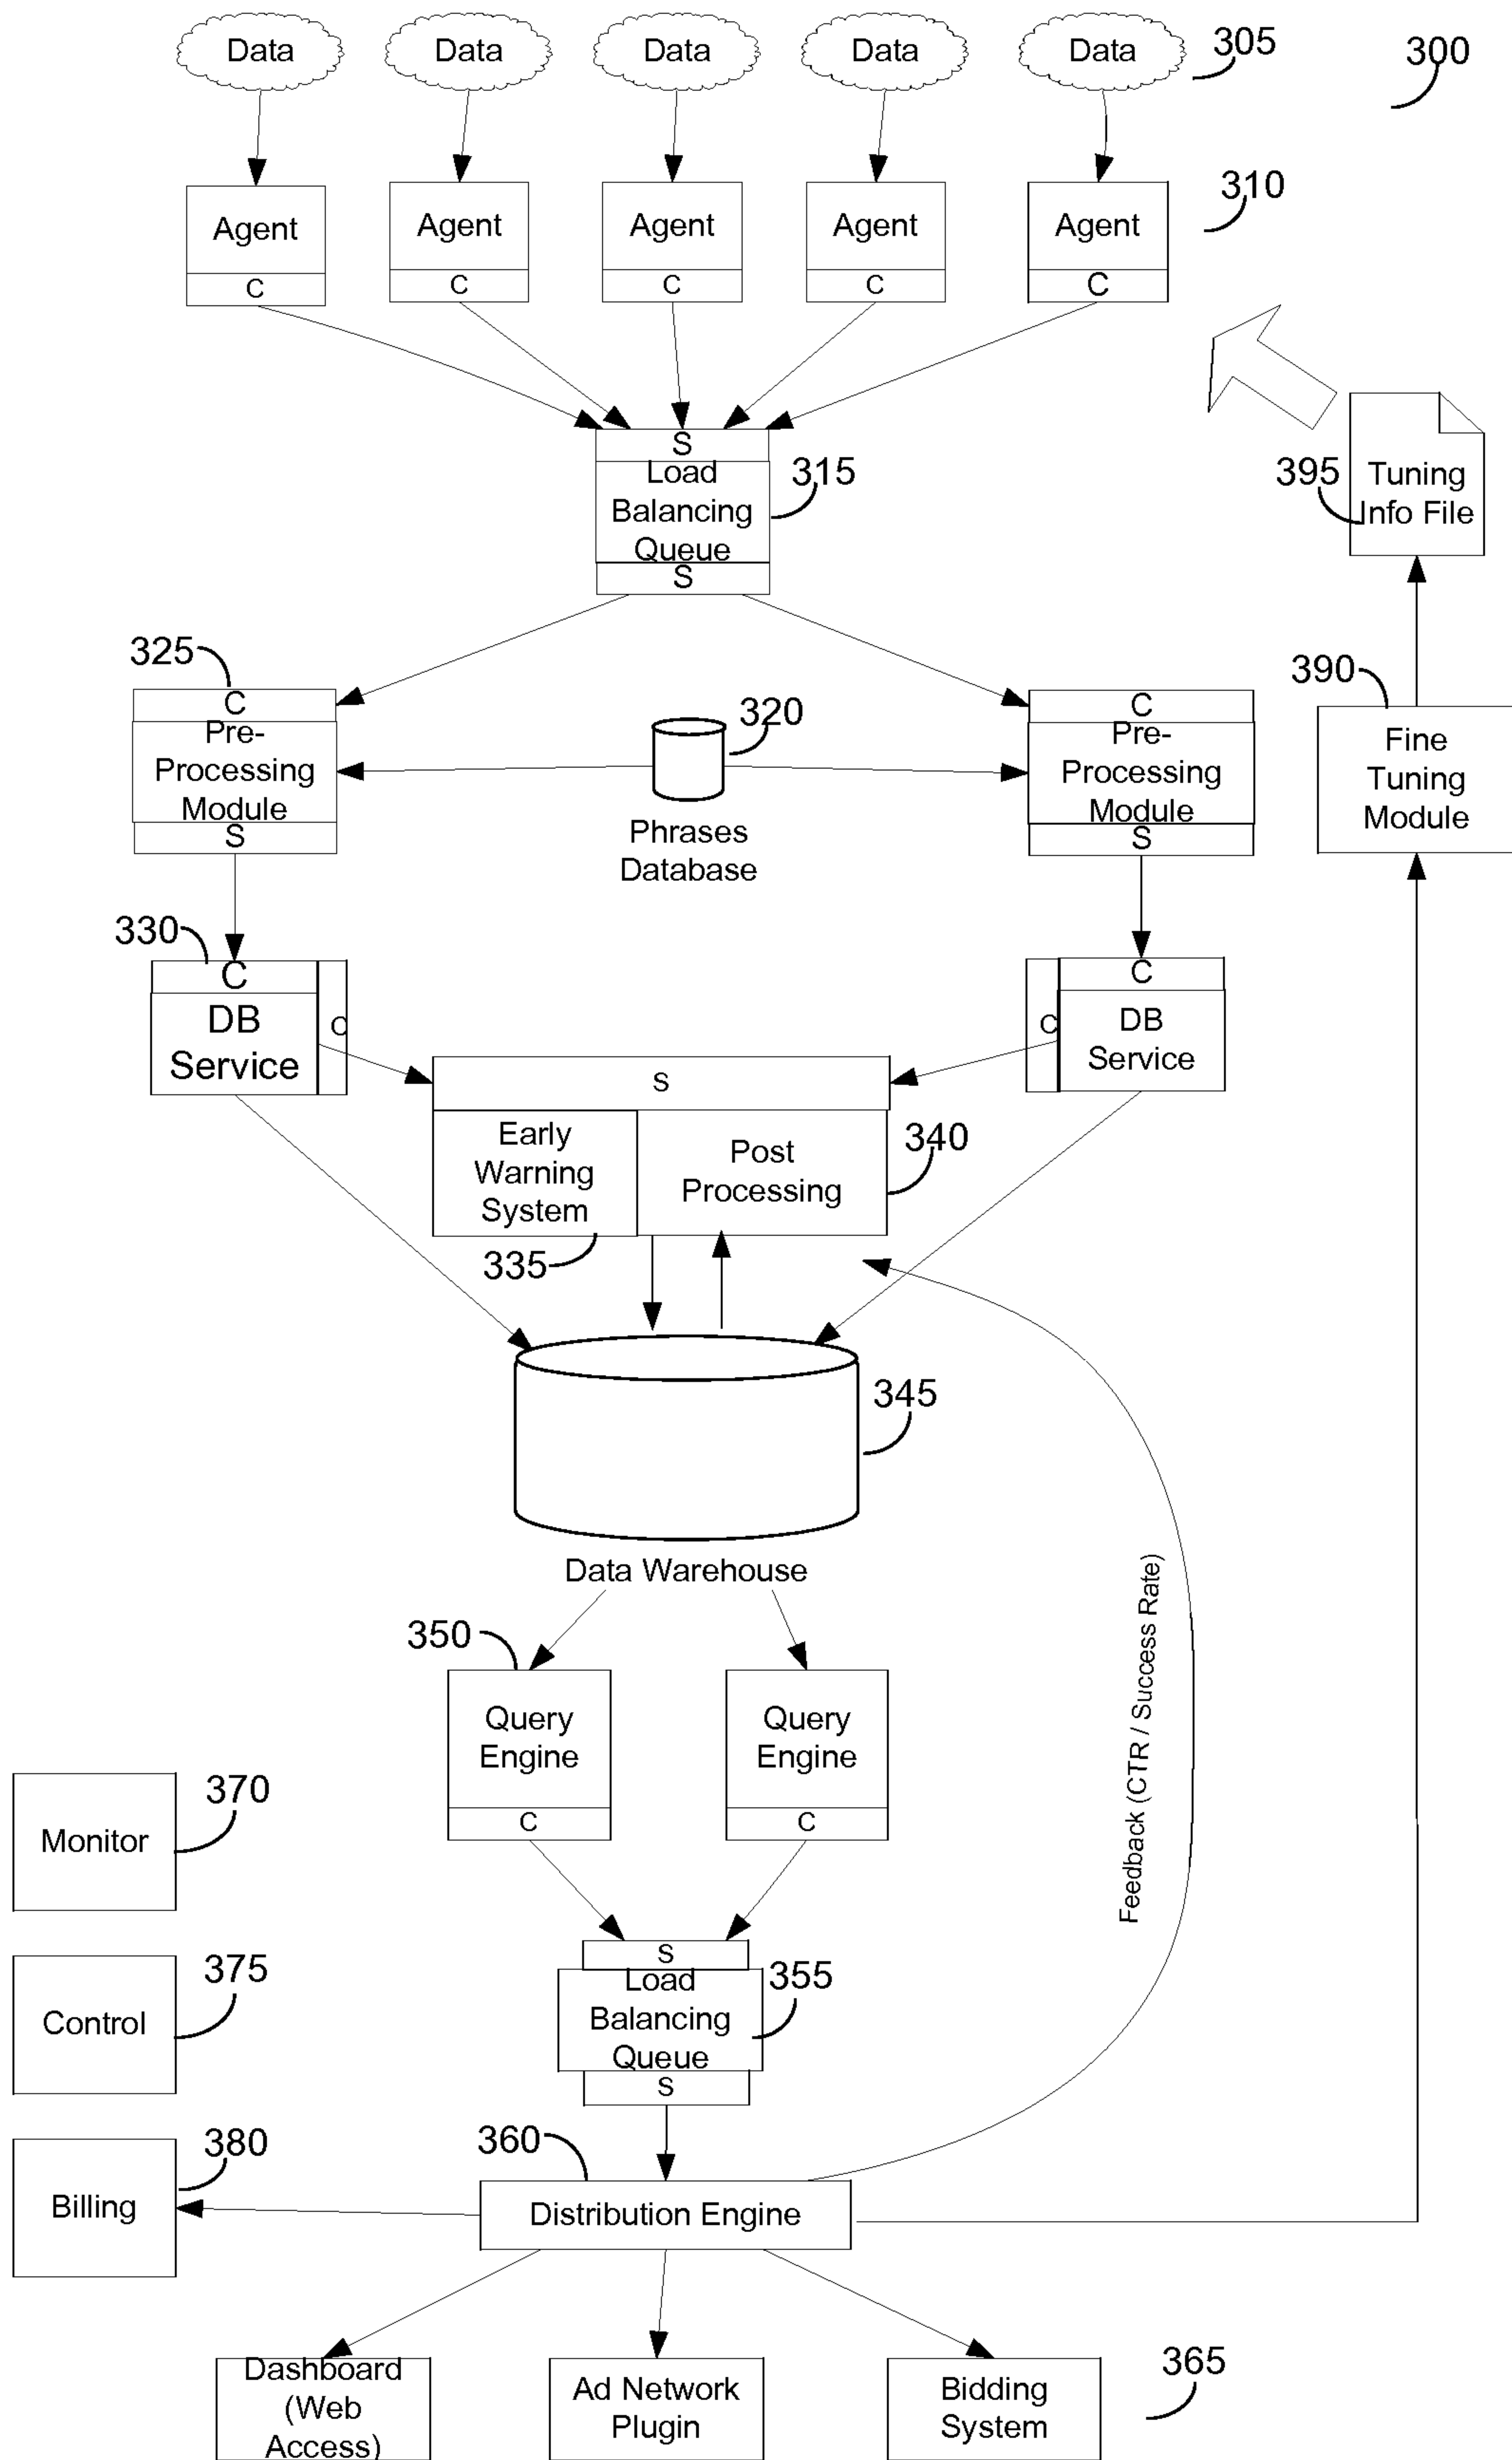 Data
Data
Data
Data
Data
305
300
Agent
Agent
Agent
Agent
Agent
310
C
C
C
C
C
S
Load
Balancing
Queue
S
315
395
Tuning
Info File
325
C
Pre-
Processing
Module
S
320
Phrases
Database
C
Pre-
Processing
Module
S
390
Fine
Tuning
Module
330
C
DB
Service
C
C
C
DB
Service
S
Early
Warning
System
Post
Processing
340
335
345
Data Warehouse
Feedback (CTR / Success Rate)
350
Query
Engine
C
Query
Engine
C
370
Monitor
S
Load
Balancing
Queue
S
355
375
Control
380
Billing
360
Distribution Engine
Dashboard
(Web
Access)
Ad Network
Plugin
Bidding
System
365